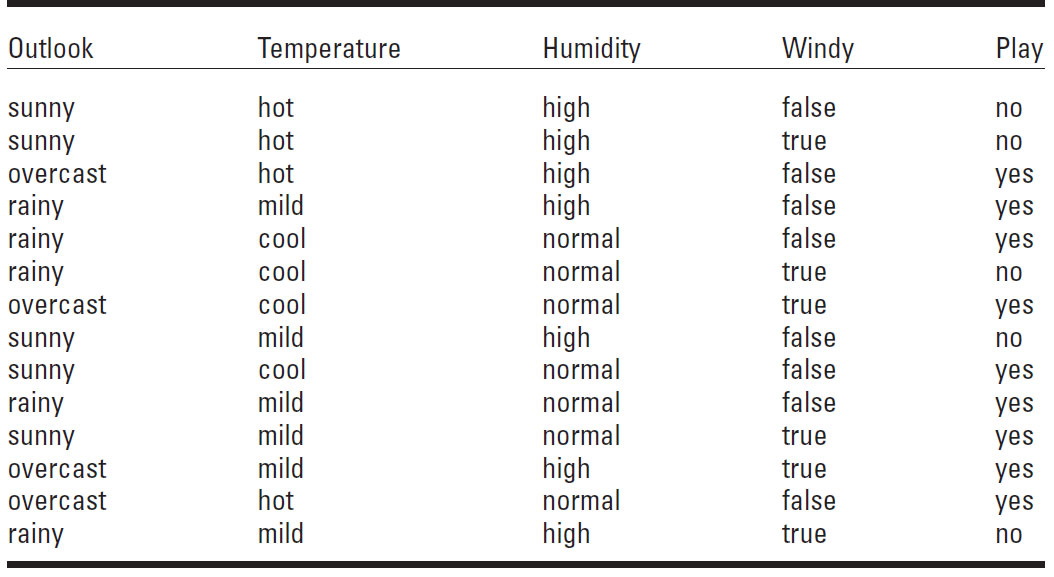 Outlook Temperature Humidity Windy Play
sunny hot high false no
sunny hot high true no
overcast hot high false yes
rainy mild high false yes
rainy cool normal false yes
rainy cool normal true no
overcast cool normal true yes
sunny mild high false no
sunny cool normal false yes
rainy mild normal false yes
sunny mild normal true yes
overcast mild high true yes
overcast hot normal false yes
rainy mild high true no